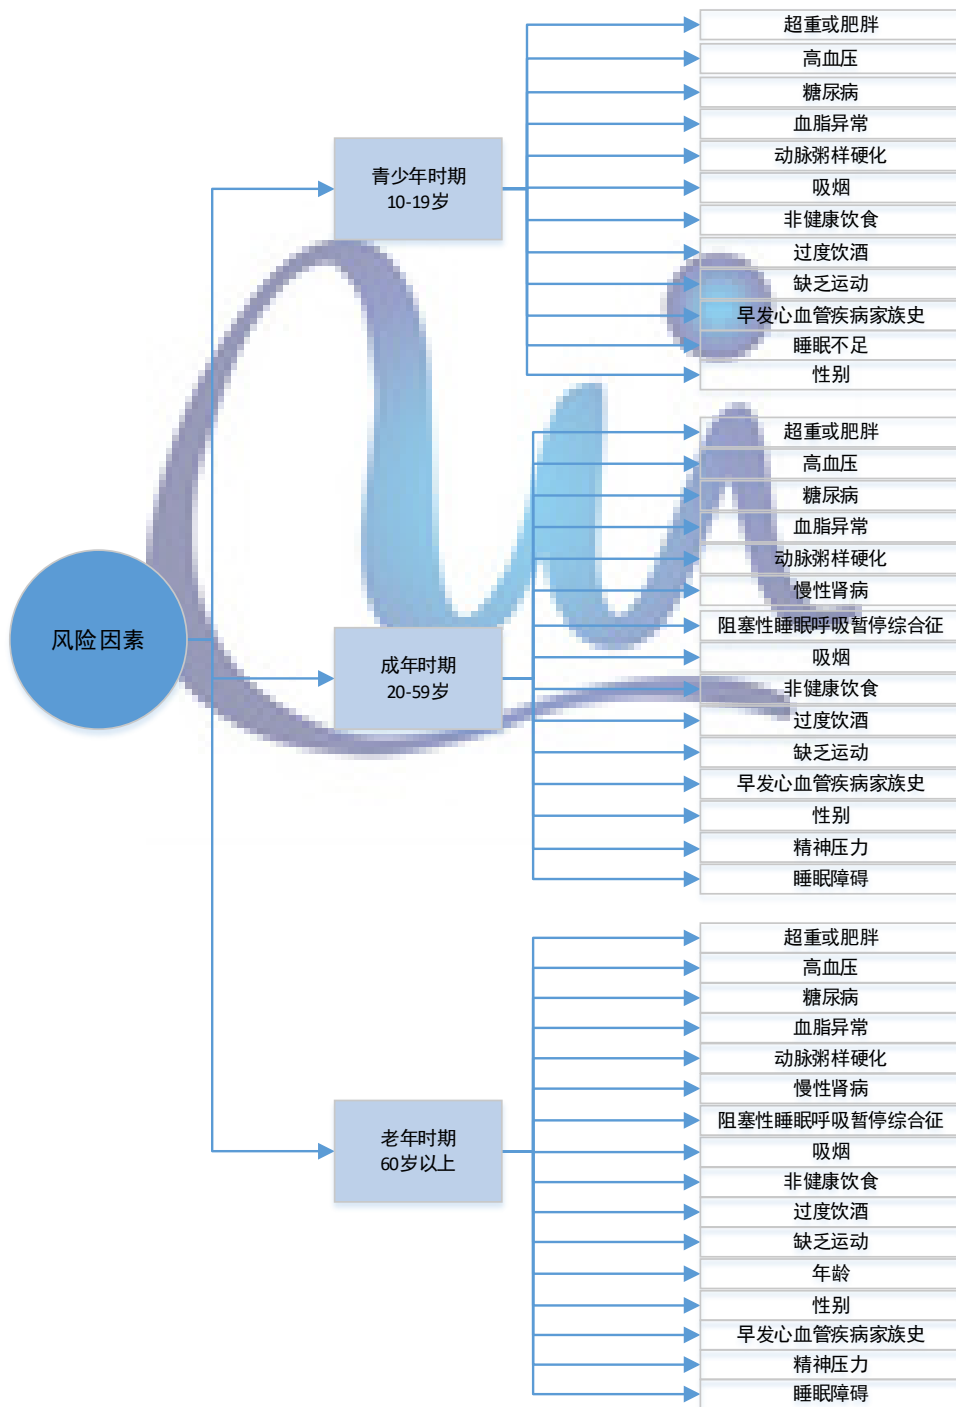 风险因素
青少年时期
10-19岁
超重或肥胖
高血压
糖尿病
血脂异常
动脉粥样硬化
吸烟
非健康饮食
过度饮酒
缺乏运动
早发心血管疾病家族史
睡眠不足
性别
成年时期
20-59岁
超重或肥胖
高血压
糖尿病
血脂异常
动脉粥样硬化
慢性肾病
阻塞性睡眠呼吸暂停综合征
吸烟
非健康饮食
过度饮酒
缺乏运动
早发心血管疾病家族史
性别
精神压力
睡眠障碍
老年时期
60岁以上
超重或肥胖
高血压
糖尿病
血脂异常
动脉粥样硬化
慢性肾病
阻塞性睡眠呼吸暂停综合征
吸烟
非健康饮食
过度饮酒
缺乏运动
年龄
性别
早发心血管疾病家族史
精神压力
睡眠障碍